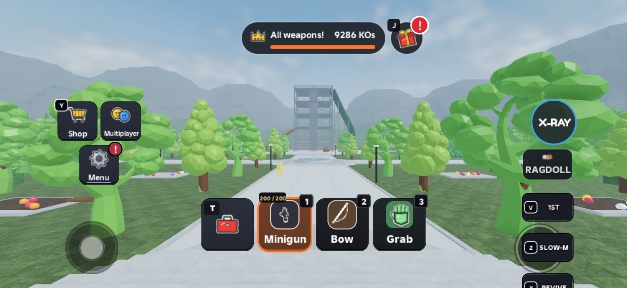 All weapons! 9286 KOs
J
!
Y
Shop
Multiplayer
!
Menu
X-RAY
RAGDOLL
V 1ST
Z SLOW-M
X REVIVE
T
200 / 200
1
Minigun
2
Bow
3
Grab